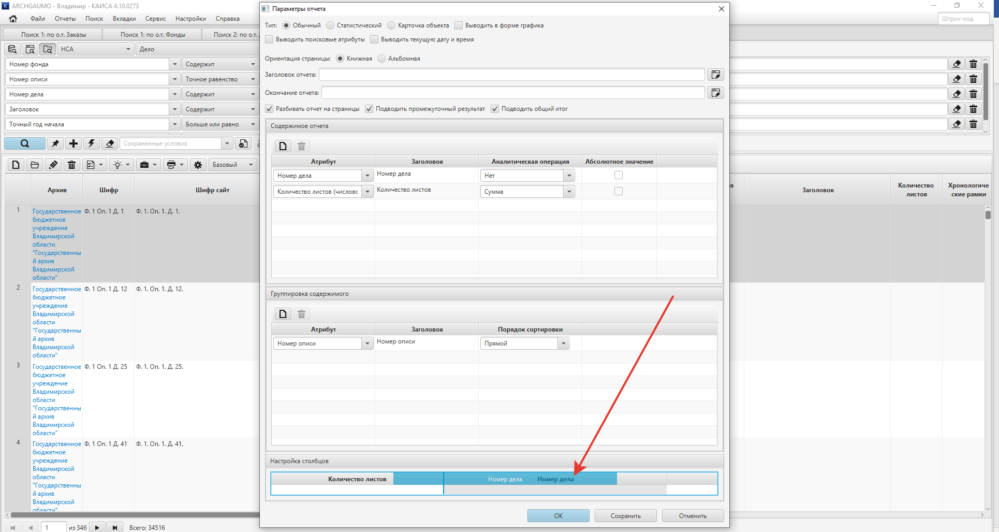 ARCHGAUMO - Владимир - КАИСА 4.10.0273
Файл Отчеты Поиск Вкладки Сервис Настройки Справка
Штрих-код
Поиск 1: по о.т. Заказы
Поиск 1: по о.т. Фонды
Поиск 2: по о.т.
НСА
Дело
Номер фонда
Содержит
Номер описи
Точное равенство
Номер дела
Содержит
Заголовок
Содержит
Точный год начала
Больше или равно
Сохраненные условия
Базовый
Архив
Шифр
Шифр сайт
Заголовок
Количество листов
Хронологиче
ские рамки
1
Государственное
бюджетное
учреждение
Владимирской
области
"Государственны
й архив
Владимирской
области"
Ф. 1 Оп. 1 Д. 1
Ф. 1. Оп. 1. Д. 1.
2
Государственное
бюджетное
учреждение
Владимирской
области
"Государственны
й архив
Владимирской
области"
Ф. 1 Оп. 1 Д. 12
Ф. 1. Оп. 1. Д. 12.
3
Государственное
бюджетное
учреждение
Владимирской
области
"Государственны
й архив
Владимирской
области"
Ф. 1 Оп. 1 Д. 25
Ф. 1. Оп. 1. Д. 25.
4
Государственное
бюджетное
учреждение
Владимирской
области
"Государственны
й архив
Владимирской
области"
Ф. 1 Оп. 1 Д. 41
Ф. 1. Оп. 1. Д. 41.
1
из 346
Всего: 34516
Параметры отчета
Тип: Обычный Статистический Карточка объекта Выводить в форме графика
Выводить поисковые атрибуты Выводить текущую дату и время
Ориентация страницы: Книжная Альбомная
Заголовок отчета:
Окончание отчета:
Разбивать отчет на страницы Подводить промежуточный результат Подводить общий итог
Содержимое отчета
Атрибут Заголовок Аналитическая операция Абсолютное значение
Номер дела Номер дела Нет
Количество листов (числовс Количество листов Сумма
Группировка содержимого
Атрибут Заголовок Порядок сортировки
Номер описи Номер описи Прямой
Настройка столбцов
Количество листов Номер дела Номер дела
ОК Сохранить Отменить